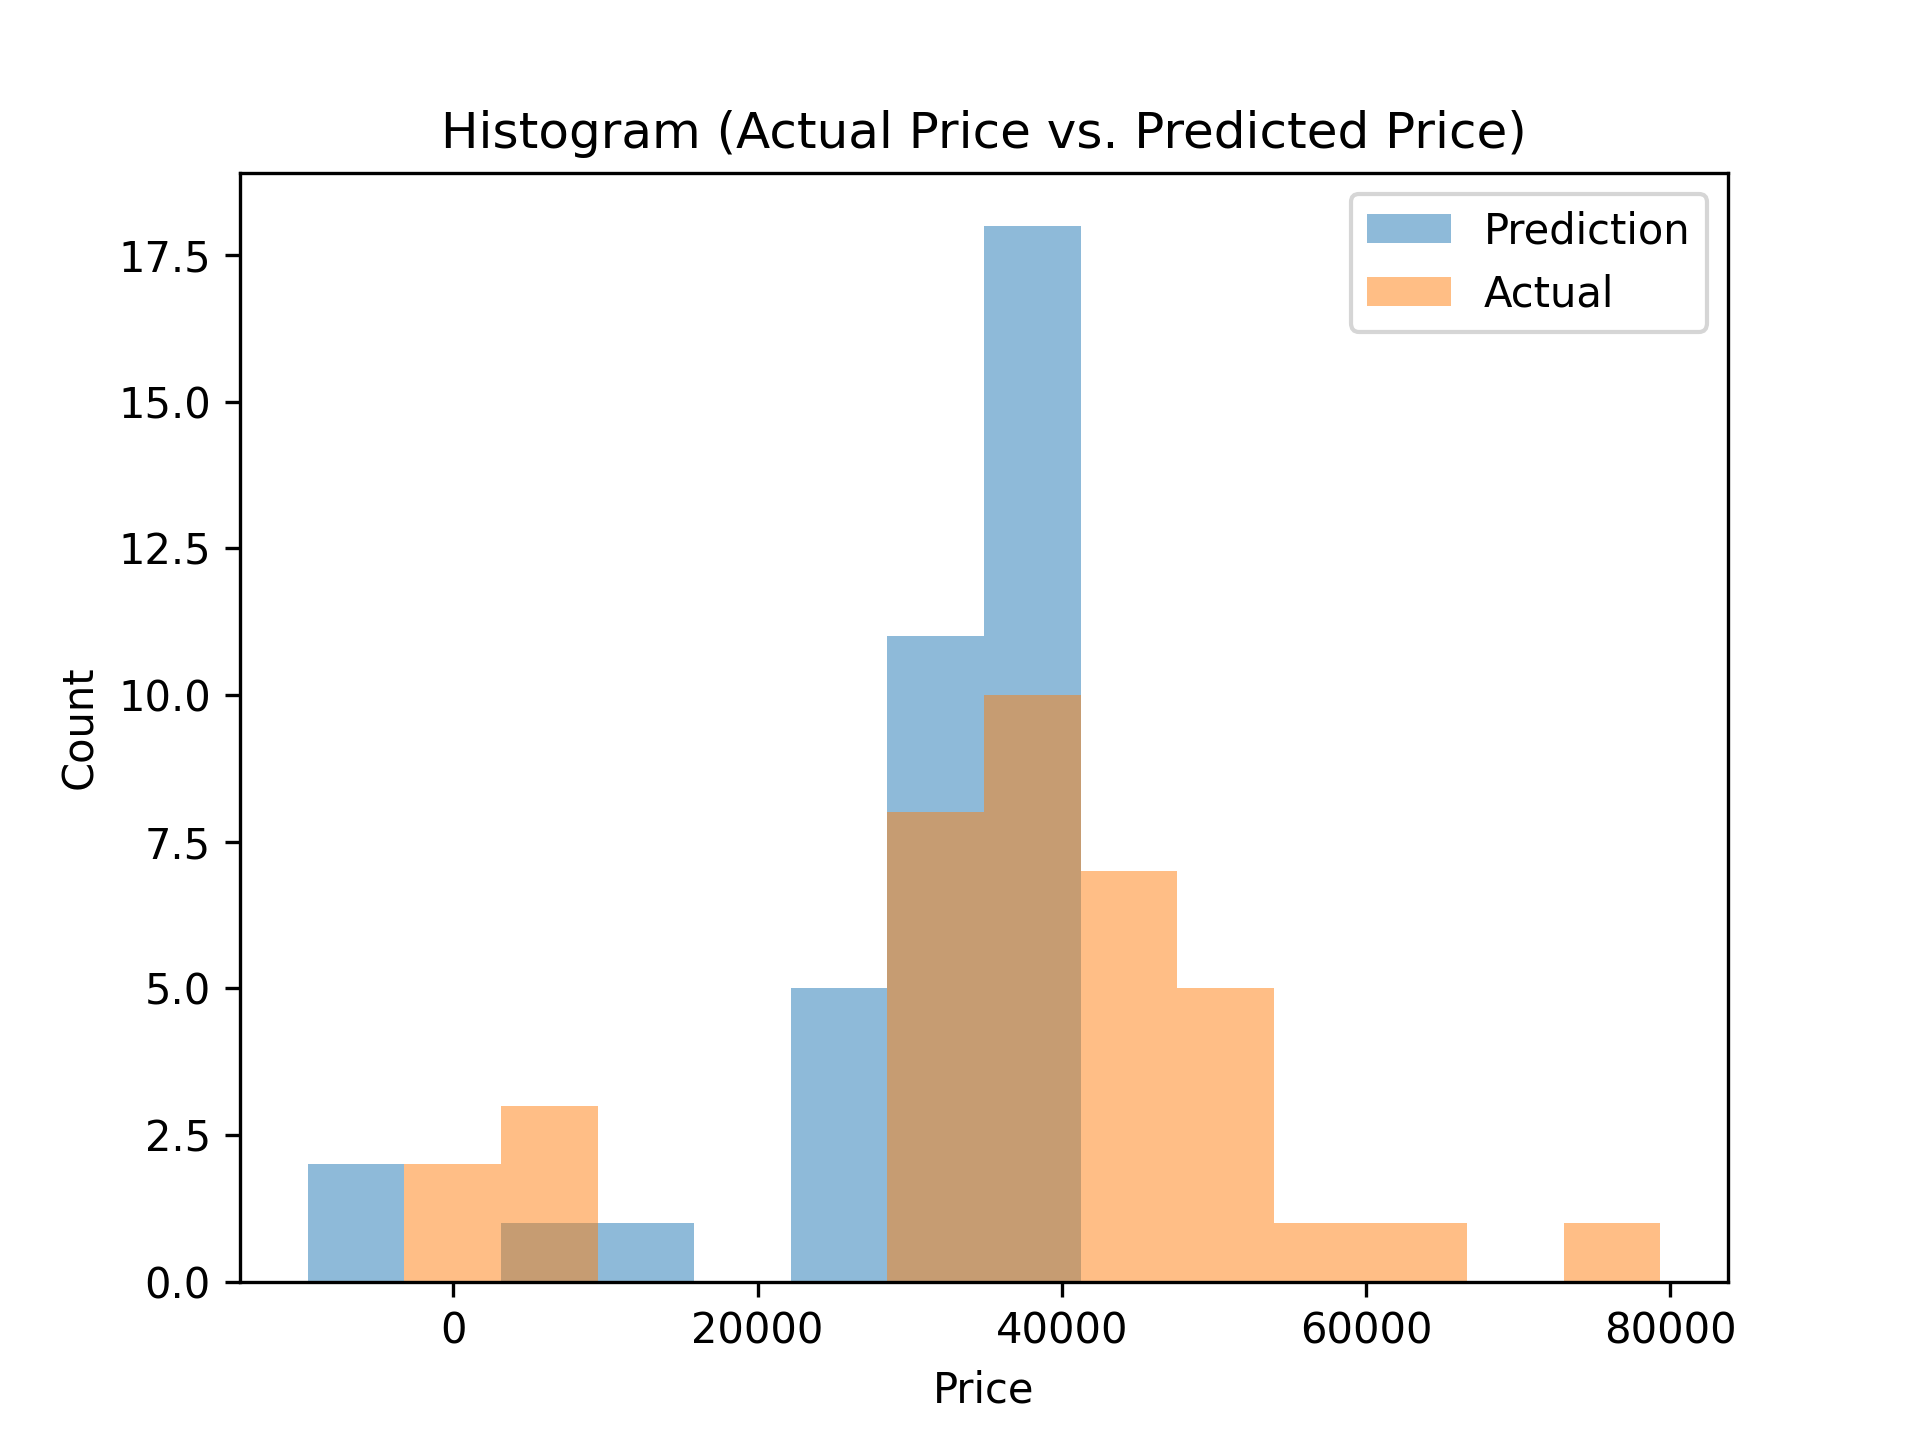 Histogram (Actual Price vs. Predicted Price)
Prediction
Actual
17.5
15.0
12.5
10.0
7.5
5.0
2.5
0.0
Count
0 20000 40000 60000 80000
Price